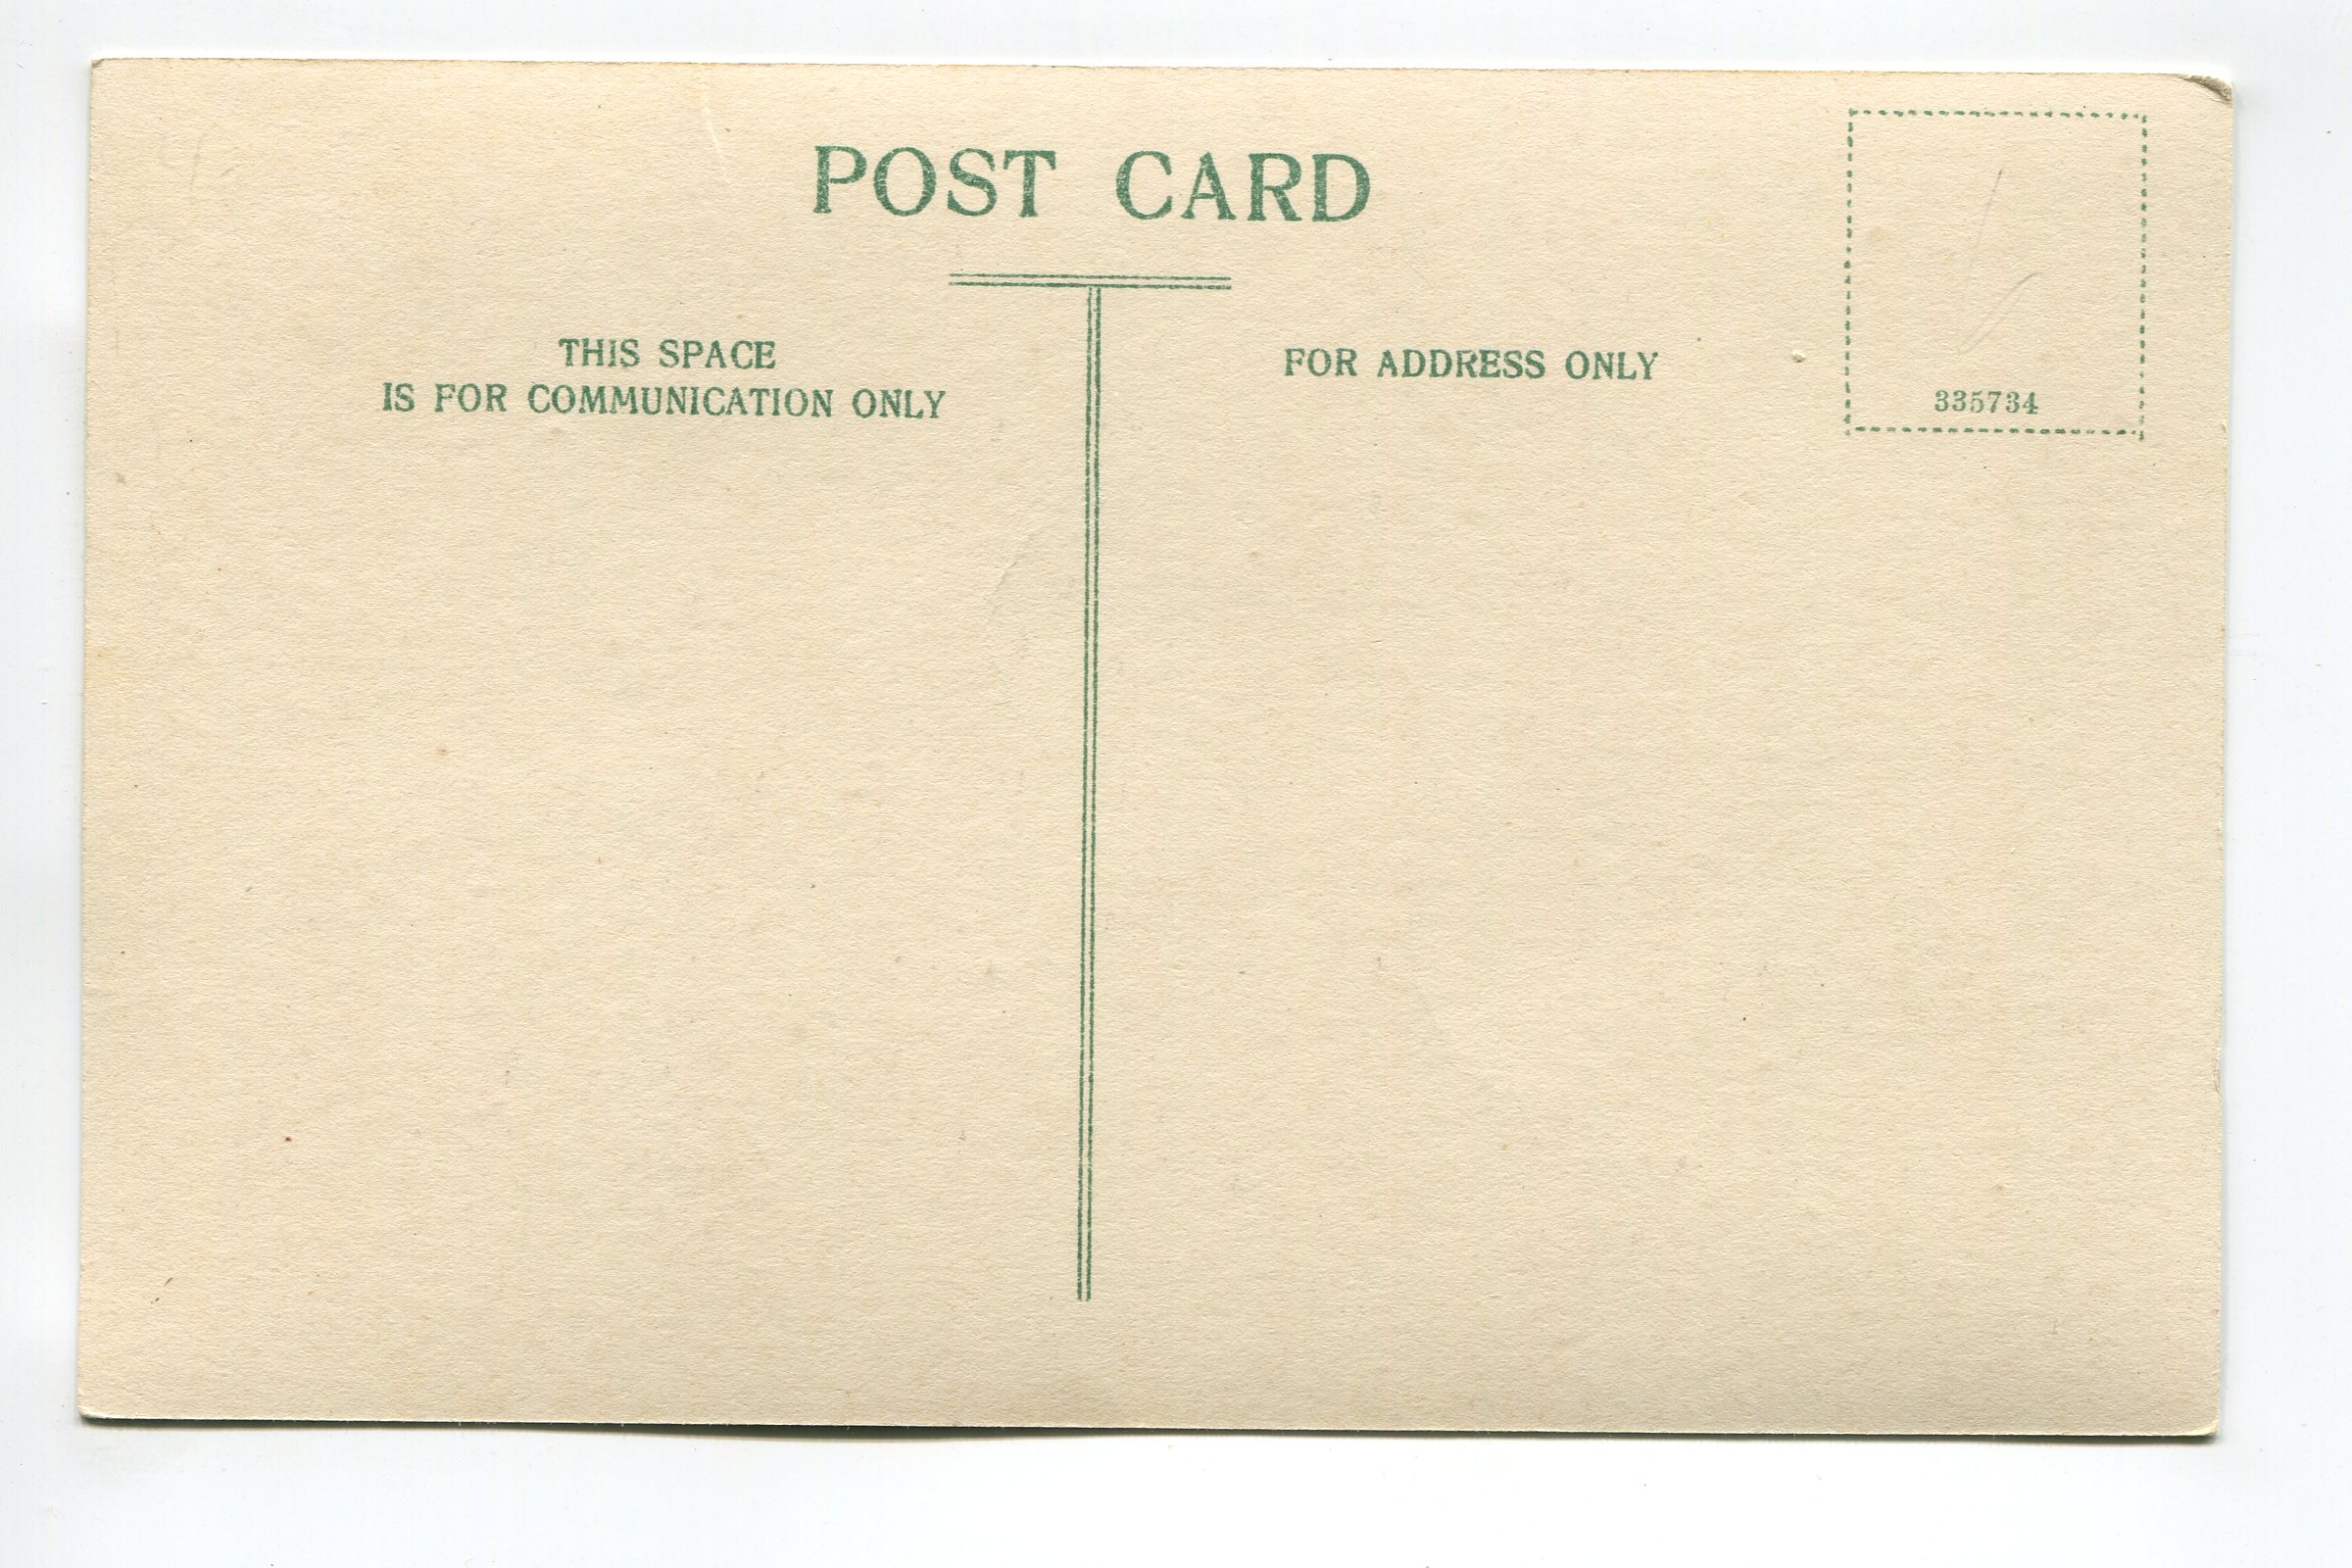 POST CARD
THIS SPACE
IS FOR COMMUNICATION ONLY
FOR ADDRESS ONLY
335734